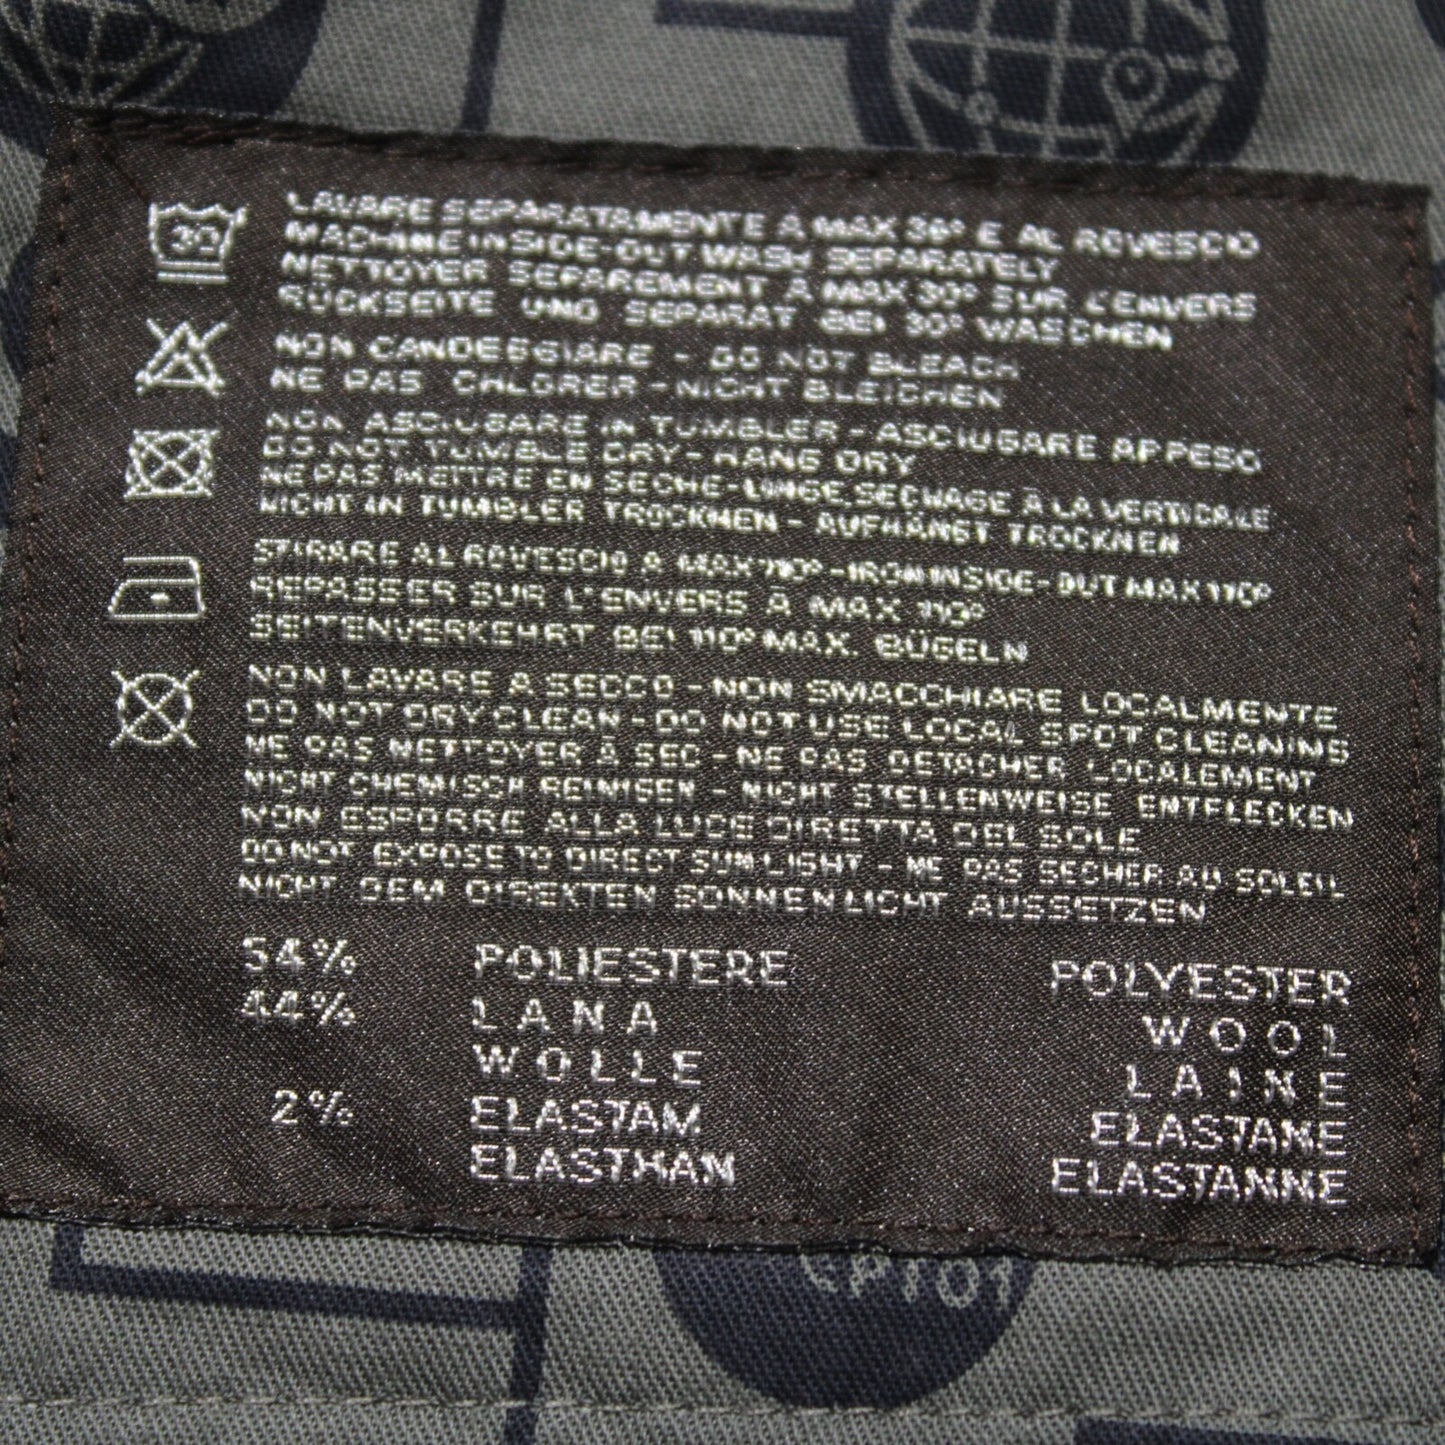 30
LAVARE SEPARATAMENTE A MAX 30° E AL ROVESCIO
MACHINE INSIDE-OUT WASH SEPARATELY
NETTOYER SEPAREMENT A MAX 30° SUR L'ENVERS
RÜCKSEITE UND SEPARAT BEI 30° WASCHEN
NON CANDEGGIARE - DO NOT BLEACH
NE PAS CHLORER - NICHT BLEICHEN
NON ASCIUGARE IN TUMBLER - ASCIUGARE APPESO
DO NOT TUMBLE DRY - HANG DRY
NE PAS METTRE EN SECHE-LINGE, SECHAGE À LA VERTICALE
NICHT IN TUMBLER TROCKNEN - AUFHÄNGT TROCKNEN
STIRARE AL ROVESCIO A MAX 110° - IRON INSIDE-OUT MAX 110°
REPASSER SUR L'ENVERS À MAX 110°
SEITENVERKEHRT BEI 110° MAX. BÜGELN
NON LAVARE A SECCO - NON SMACCHIARE LOCALMENTE
DO NOT DRY CLEAN - DO NOT USE LOCAL SPOT CLEANING
NE PAS NETTOYER À SEC - NE PAS DETACHER LOCALEMENT
NICHT CHEMISCH REINIGEN - NICHT STELLENWEISE ENTFLECKEN
NON ESPORRE ALLA LUCE DIRETTA DEL SOLE
DO NOT EXPOSE TO DIRECT SUN LIGHT - NE PAS SECHER AU SOLEIL
NICHT DEM DIREKTEN SONNENLICHT AUSSETZEN
54% POLIESTERE POLYESTER
44% LANA WOOL
WOLLE LAINE
2% ELASTAM ELASTANE
ELASTHAN ELASTANNE
EPT01